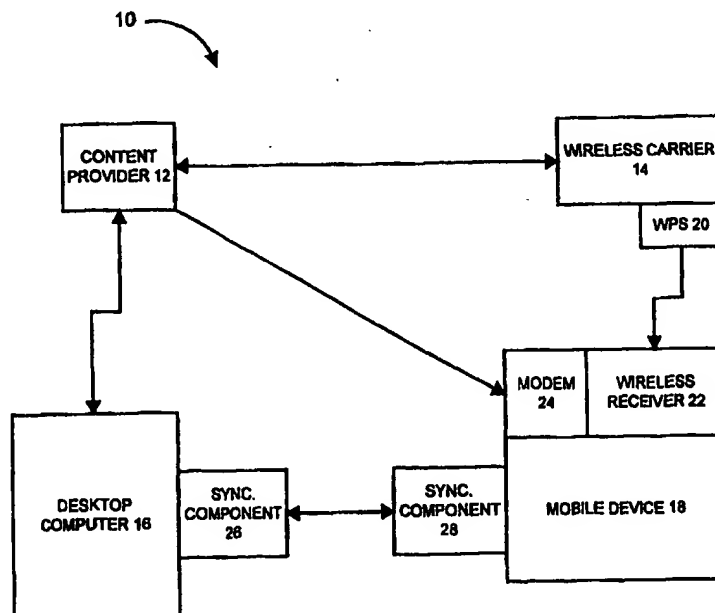 10
CONTENT
PROVIDER 12
WIRELESS CARRIER
14
WPS 20
MODEM
24
WIRELESS
RECEIVER 22
DESKTOP
COMPUTER 16
SYNC.
COMPONENT
26
SYNC.
COMPONENT
28
MOBILE DEVICE 18